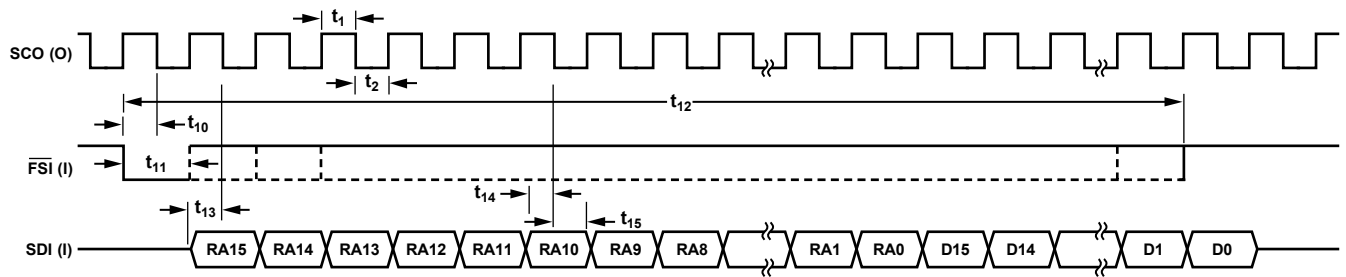 t1
SCO (O)
t2
t12
t10
FSI (I)
t11
t13
t14
t15
SDI (I) RA15 RA14 RA13 RA12 RA11 RA10 RA9 RA8 RA1 RA0 D15 D14 D1 D0